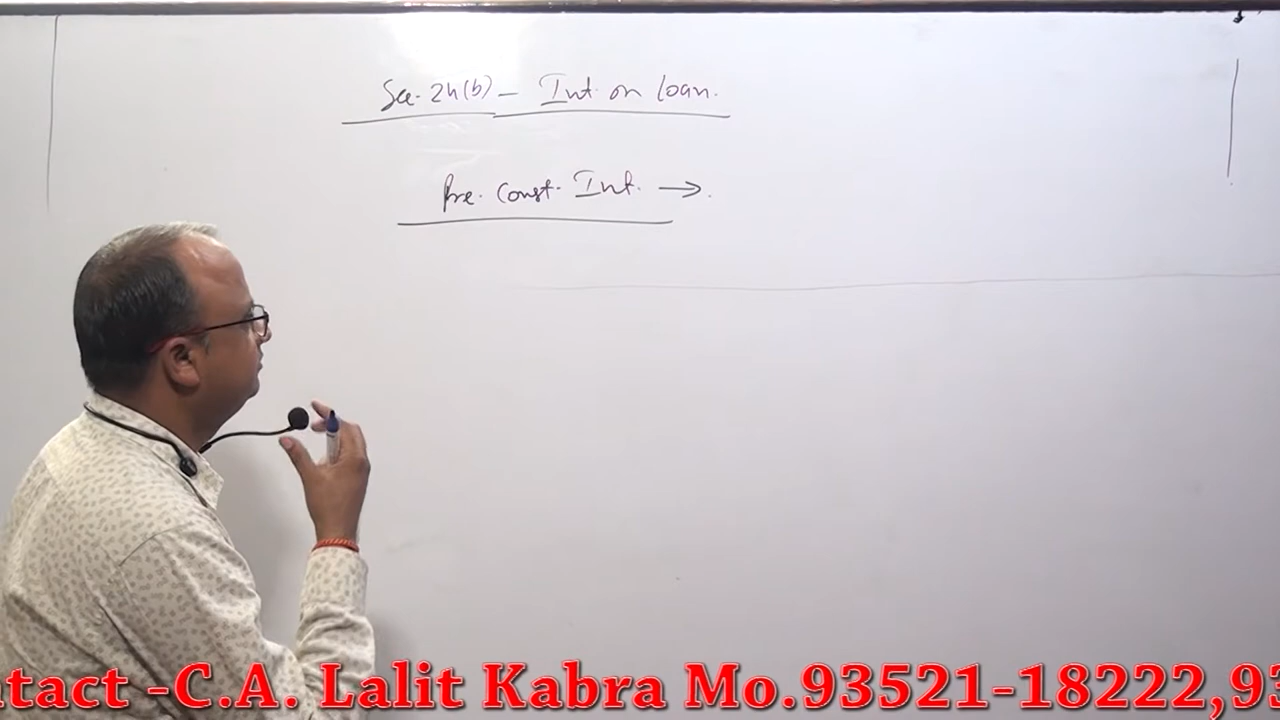 Sec. 24(b) - Int. on loan.
Pre. Const. Int. →.
ntact -C.A. Lalit Kabra Mo.93521-18222,93